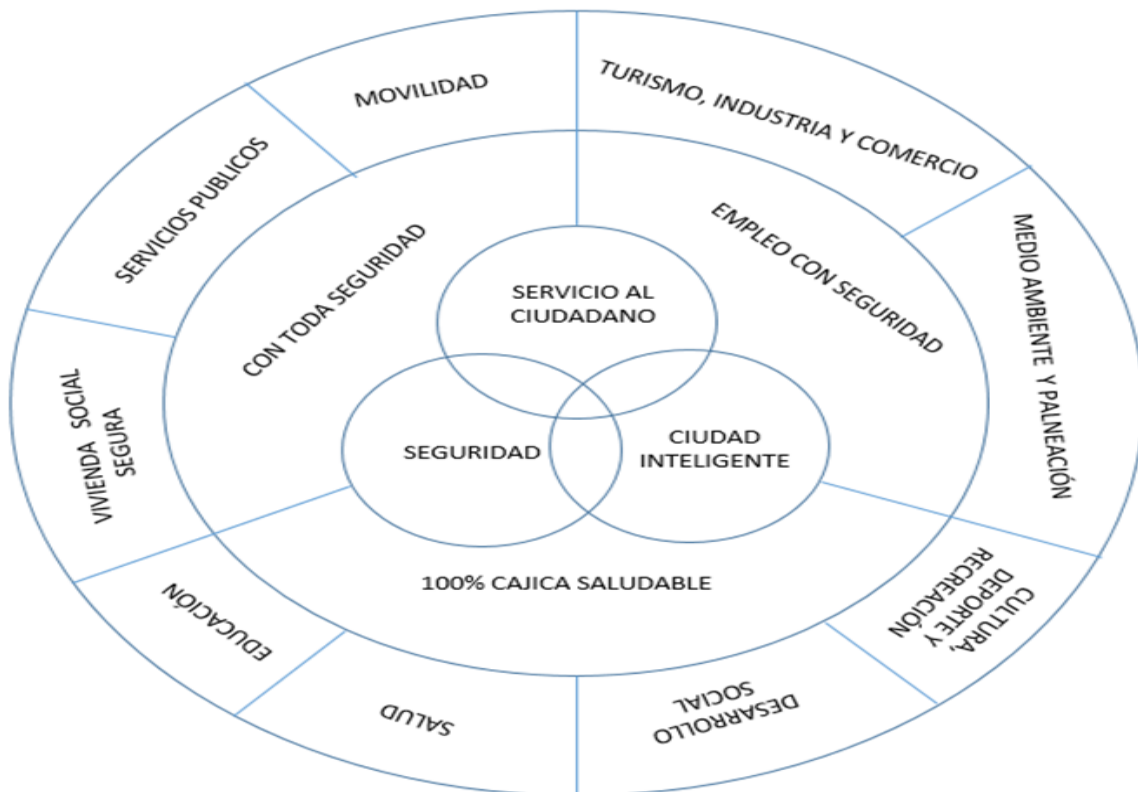 MOVILIDAD
TURISMO, INDUSTRIA Y COMERCIO
SERVICIOS PUBLICOS
MEDIO AMBIENTE Y PALNEACIÓN
VIVIENDA SOCIAL
SEGURA
CON TODA SEGURIDAD
EMPLEO CON SEGURIDAD
SERVICIO AL
CIUDADANO
SEGURIDAD
CIUDAD
INTELIGENTE
100% CAJICA SALUDABLE
EDUCACIÓN
SALUD
DESARROLLO
SOCIAL
CULTURA,
DEPORTE Y
RECREACIÓN